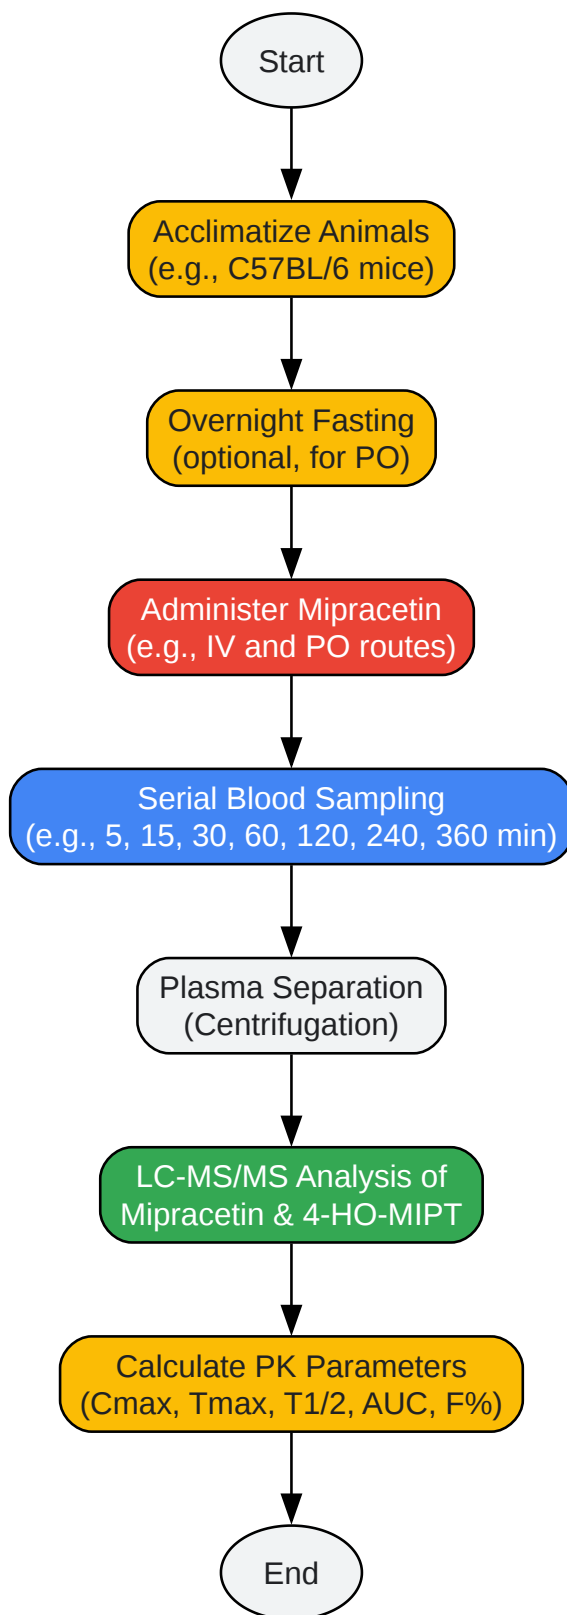 Start
Acclimatize Animals
(e.g., C57BL/6 mice)
Overnight Fasting
(optional, for PO)
Administer Mipracetin
(e.g., IV and PO routes)
Serial Blood Sampling
(e.g., 5, 15, 30, 60, 120, 240, 360 min)
Plasma Separation
(Centrifugation)
LC-MS/MS Analysis of
Mipracetin & 4-HO-MIPT
Calculate PK Parameters
(Cmax, Tmax, T1/2, AUC, F%)
End